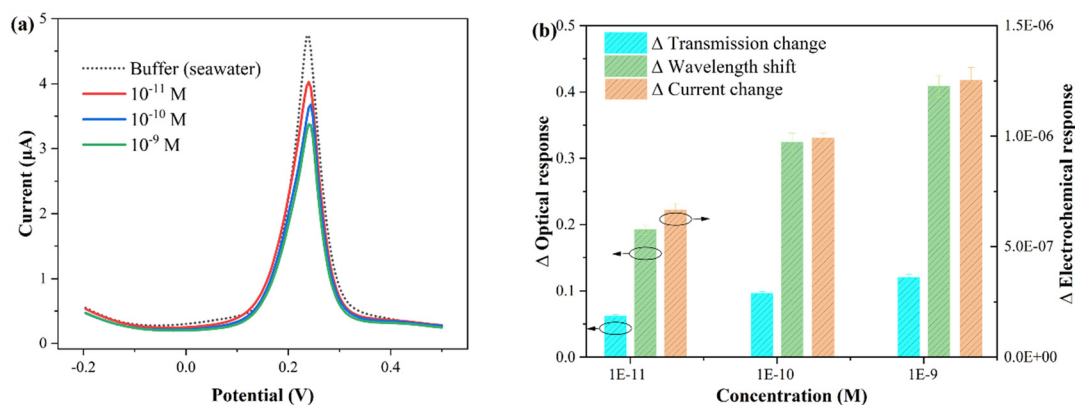 (a)
5
4
3
2
1
0
Current (µA)
Buffer (seawater)
10⁻¹¹ M
10⁻¹⁰ M
10⁻⁹ M
-0.2 0.0 0.2 0.4
Potential (V)
(b)
0.5
0.4
0.3
0.2
0.1
0.0
Δ Optical response
Δ Transmission change
Δ Wavelength shift
Δ Current change
1.5E-06
1.0E-06
5.0E-07
0.0E+00
Δ Electrochemical response
1E-11 1E-10 1E-9
Concentration (M)